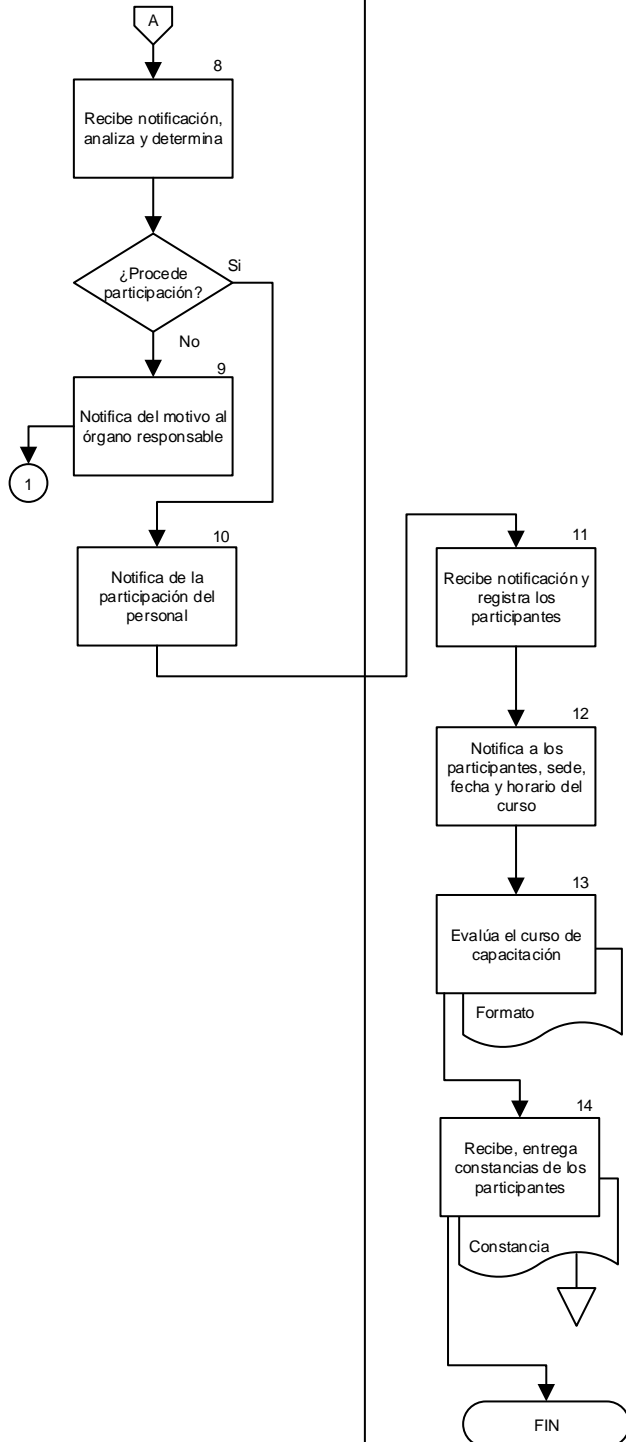 A
8
Recibe notificación,
analiza y determina
¿Procede
participación?
Si
No
9
Notifica del motivo al
órgano responsable
1
10
Notifica de la
participación del
personal
11
Recibe notificación y
registra los
participantes
12
Notifica a los
participantes, sede,
fecha y horario del
curso
13
Evalúa el curso de
capacitación
Formato
14
Recibe, entrega
constancias de los
participantes
Constancia
FIN